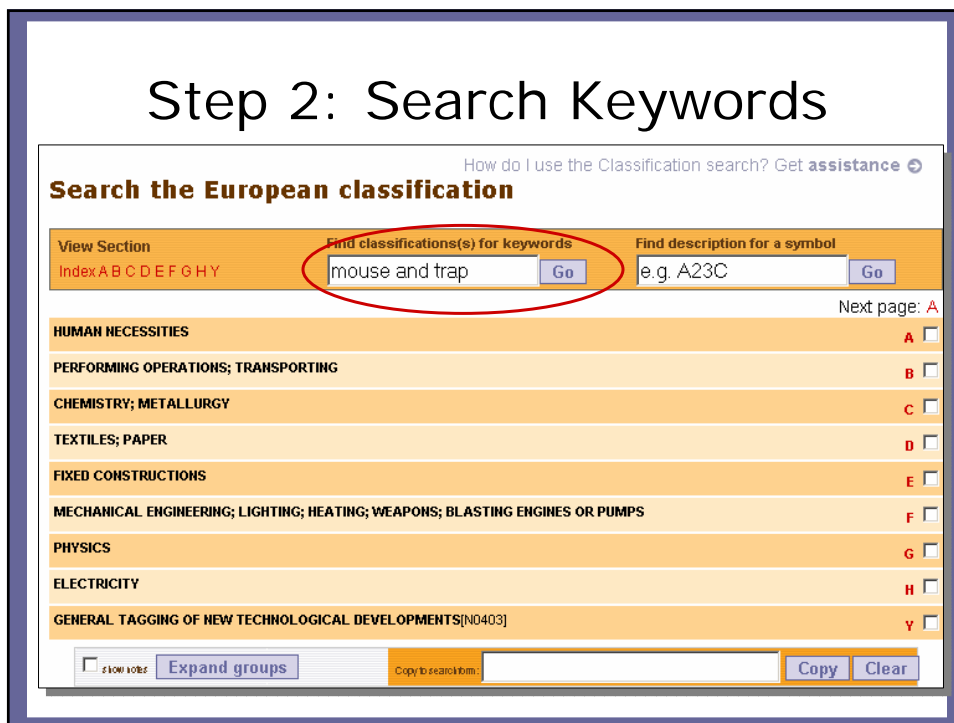 Step 2: Search Keywords
How do I use the Classification search? Get assistance
Search the European classification
View Section
Find classifications(s) for keywords
Find description for a symbol
Index A B C D E F G H Y
mouse and trap
Go
e.g. A23C
Go
Next page: A
HUMAN NECESSITIES
A
PERFORMING OPERATIONS; TRANSPORTING
B
CHEMISTRY; METALLURGY
C
TEXTILES; PAPER
D
FIXED CONSTRUCTIONS
E
MECHANICAL ENGINEERING; LIGHTING; HEATING; WEAPONS; BLASTING ENGINES OR PUMPS
F
PHYSICS
G
ELECTRICITY
H
GENERAL TAGGING OF NEW TECHNOLOGICAL DEVELOPMENTS[N0403]
Y
show notes
Expand groups
Copy to searchform:
Copy
Clear